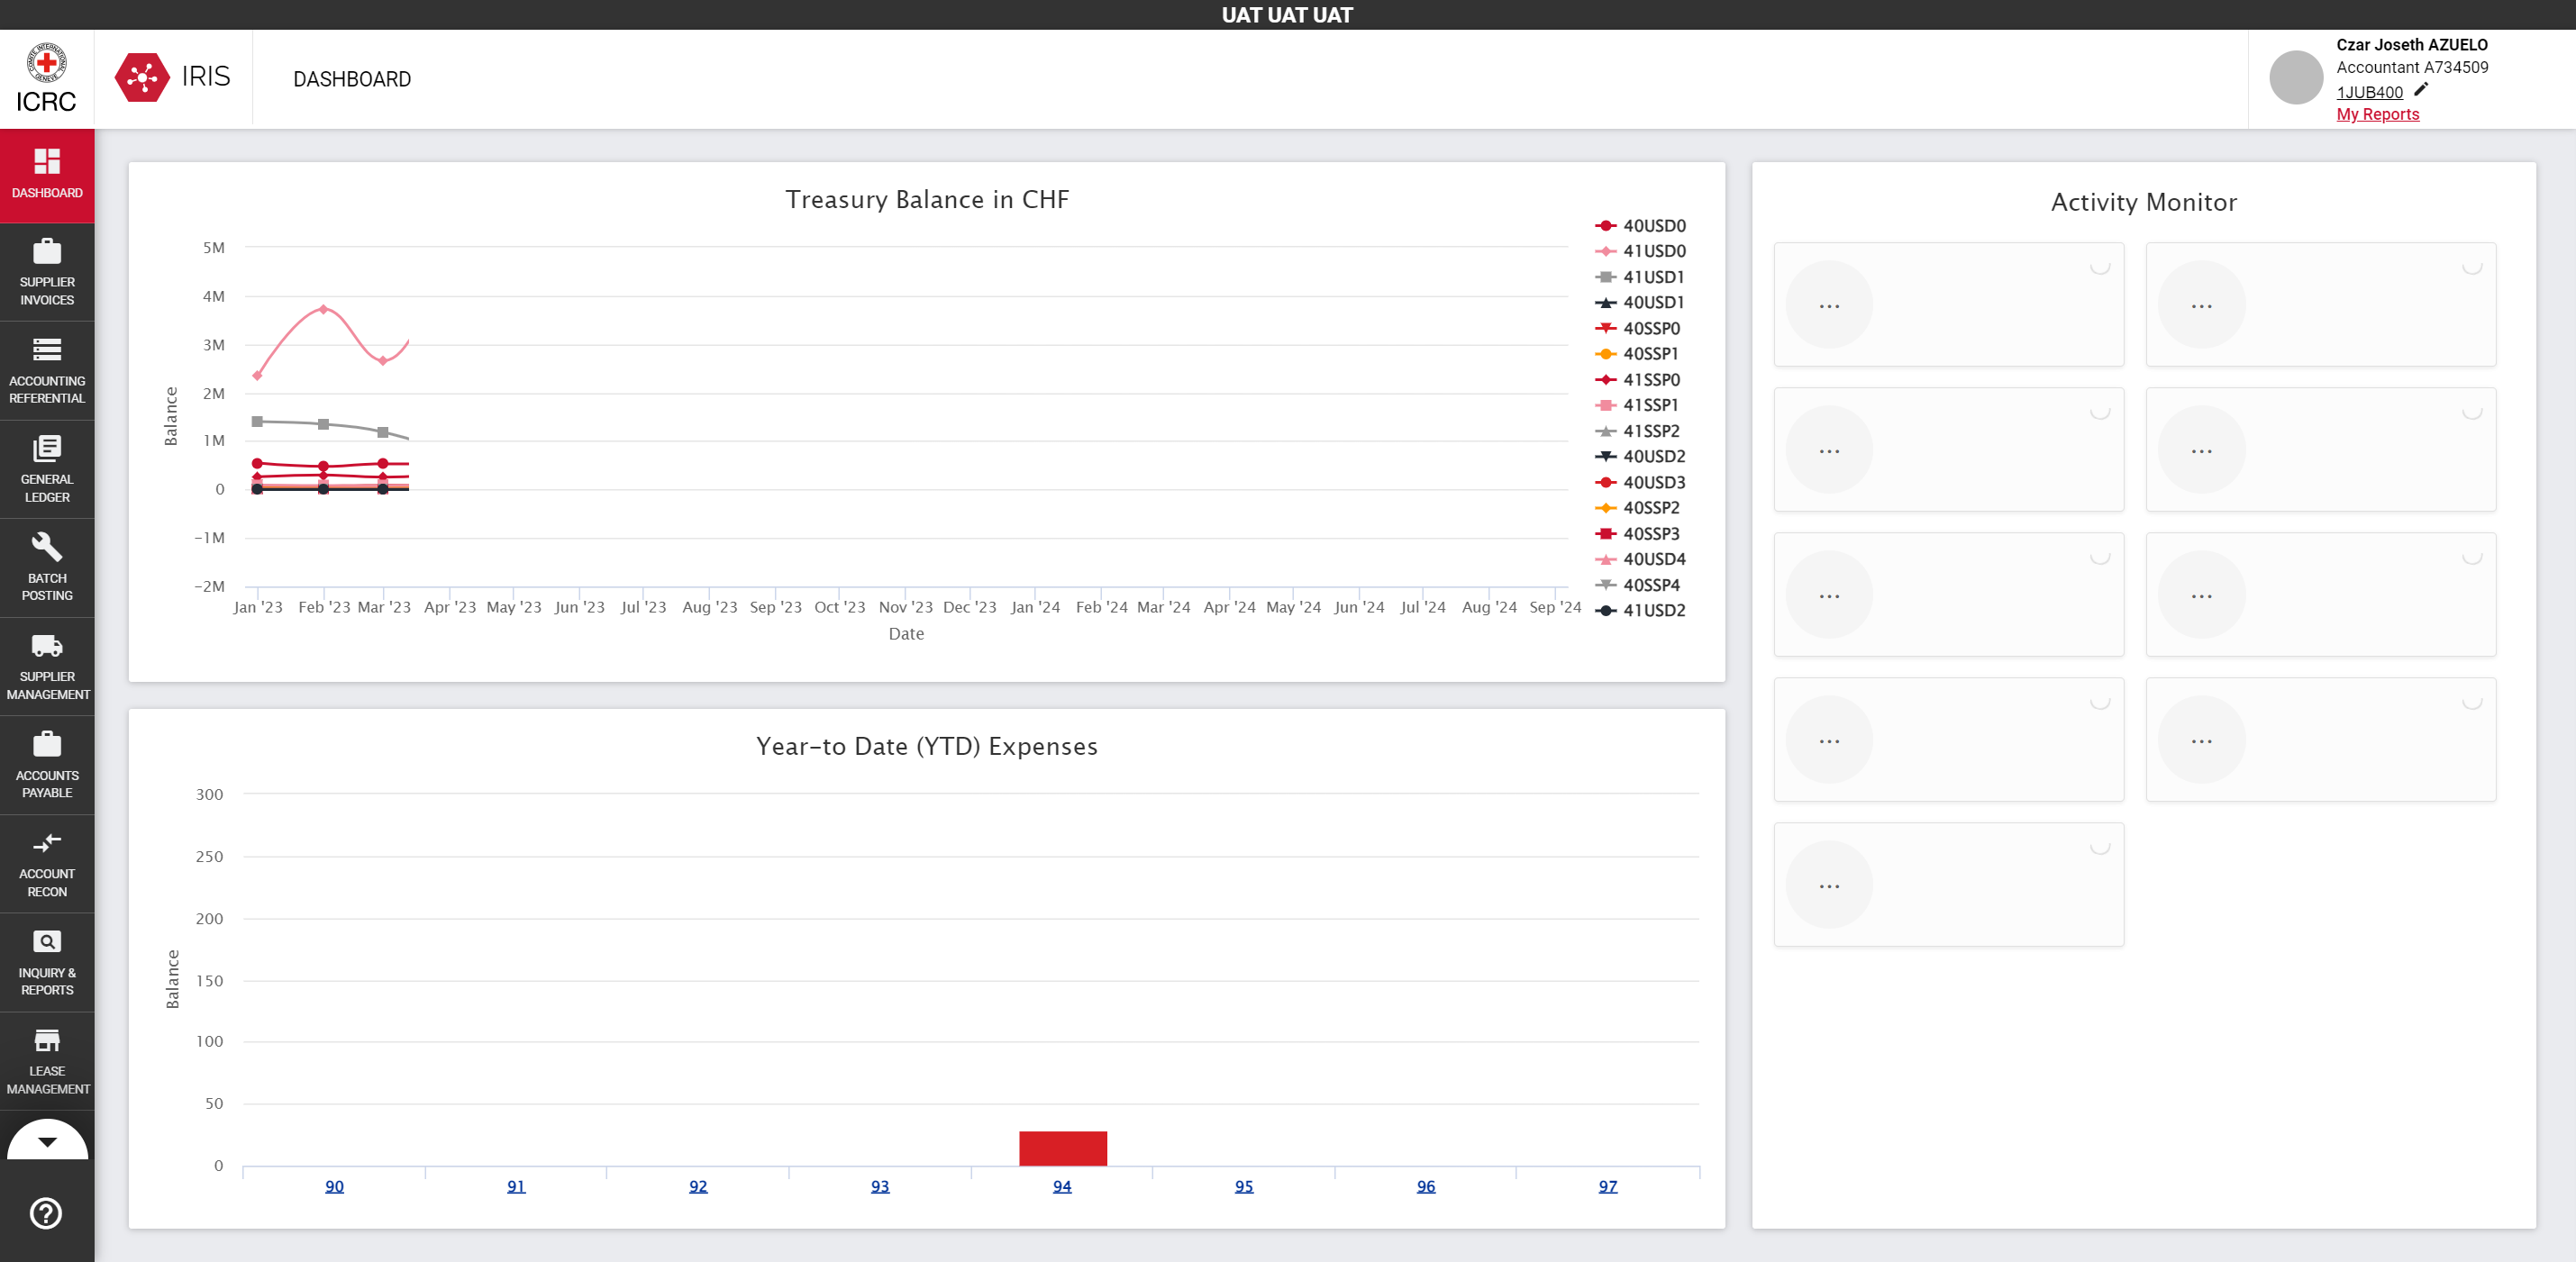 UAT UAT UAT
COMITE INTERNATIONAL GENEVE
ICRC
IRIS
DASHBOARD
Czar Joseth AZUELO
Accountant A734509
1JUB400
My Reports
DASHBOARD
SUPPLIER
INVOICES
ACCOUNTING
REFERENTIAL
GENERAL
LEDGER
BATCH
POSTING
SUPPLIER
MANAGEMENT
ACCOUNTS
PAYABLE
ACCOUNT
RECON
INQUIRY &
REPORTS
LEASE
MANAGEMENT
Treasury Balance in CHF
5M
4M
3M
2M
1M
0
-1M
-2M
Balance
Jan '23 Feb '23 Mar '23 Apr '23 May '23 Jun '23 Jul '23 Aug '23 Sep '23 Oct '23 Nov '23 Dec '23 Jan '24 Feb '24 Mar '24 Apr '24 May '24 Jun '24 Jul '24 Aug '24 Sep '24
Date
40USD0
41USD0
41USD1
40USD1
40SSP0
40SSP1
41SSP0
41SSP1
41SSP2
40USD2
40USD3
40SSP2
40SSP3
40USD4
40SSP4
41USD2
Year-to Date (YTD) Expenses
300
250
200
150
100
50
0
Balance
90 91 92 93 94 95 96 97
Activity Monitor
... ...
... ...
... ...
... ...
...